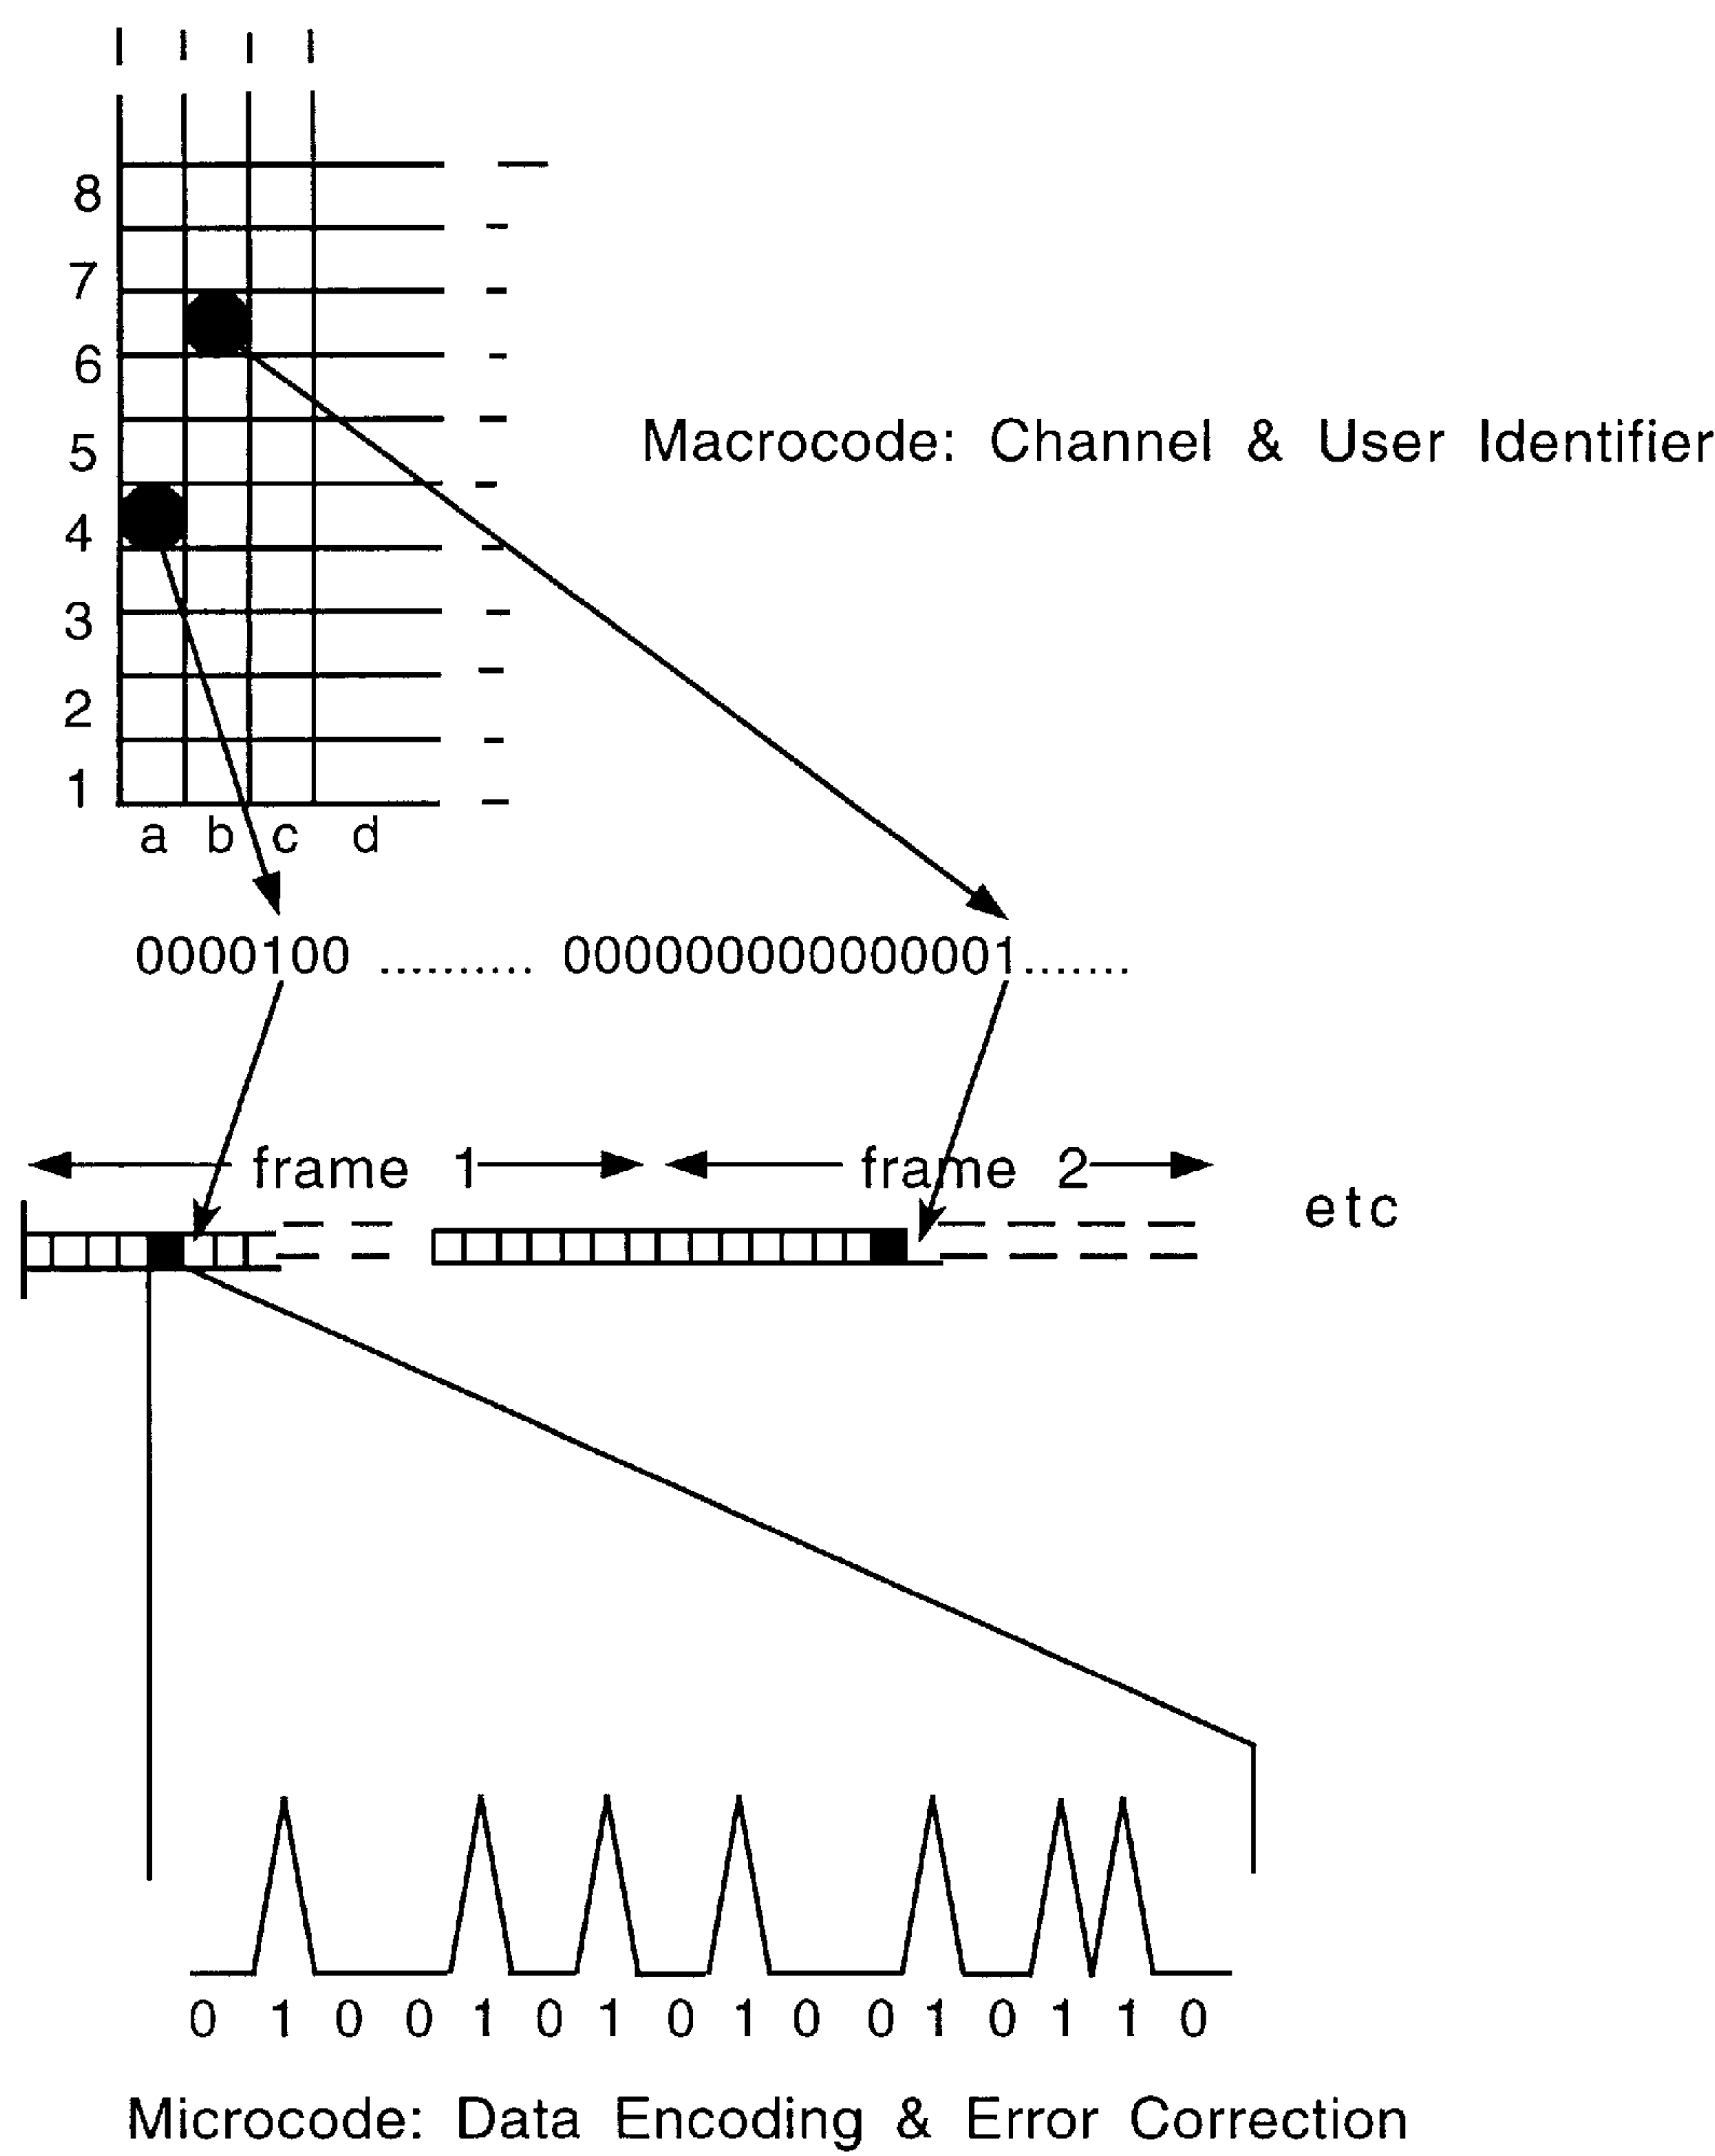 8
7
6
Macrocode: Channel & User Identifier
5
4
3
2
1
a b c d
0000100 .......... 000000000000001.......
frame 1 frame 2
etc
0 1 0 0 1 0 1 0 1 0 0 1 0 1 1 0
Microcode: Data Encoding & Error Correction